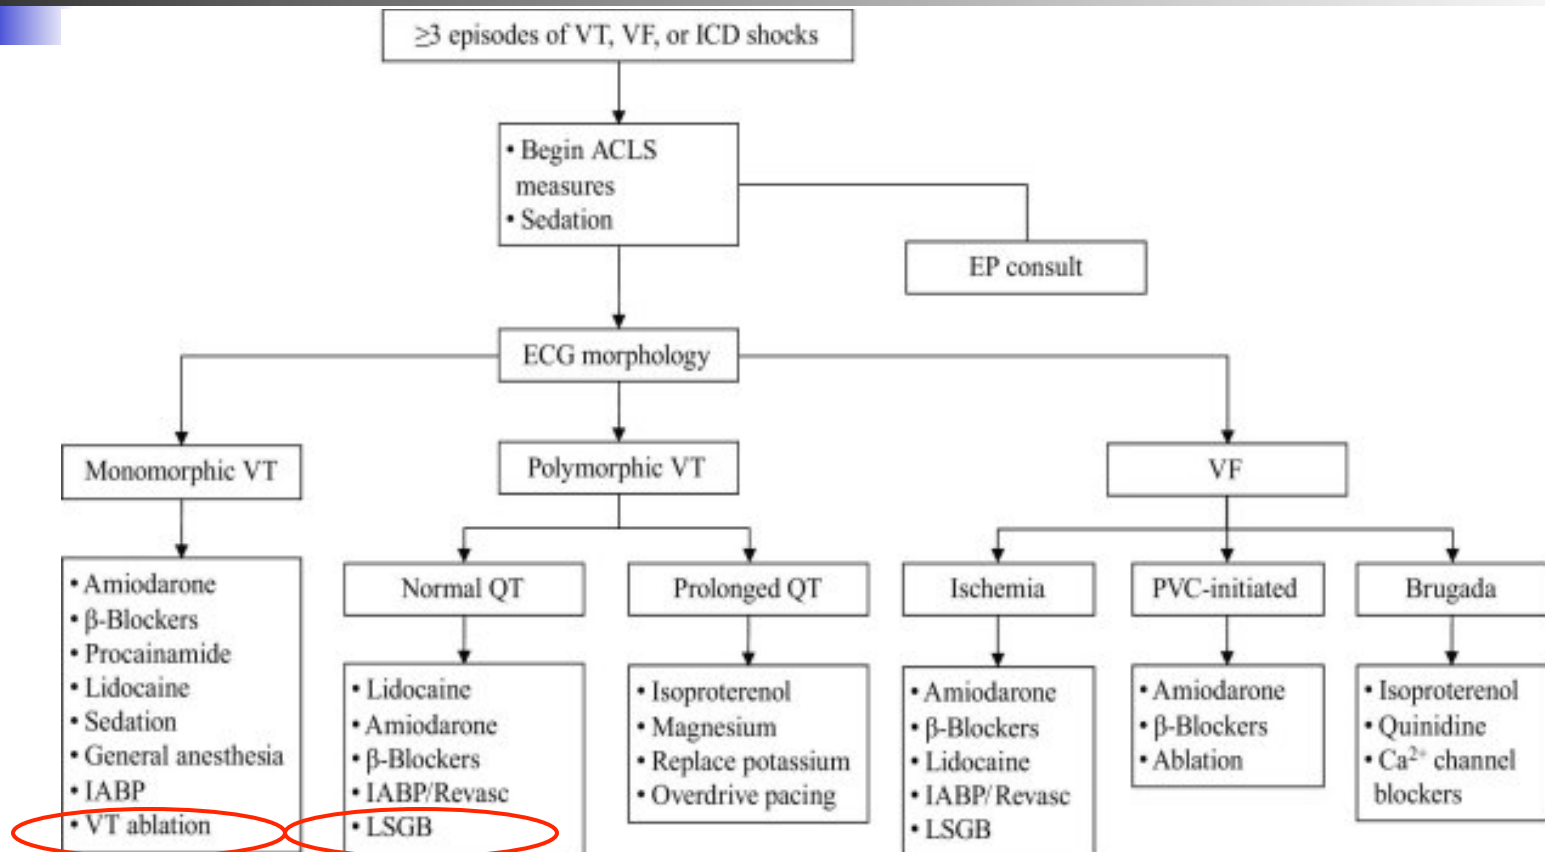 ≥3 episodes of VT, VF, or ICD shocks
• Begin ACLS
measures
• Sedation
EP consult
ECG morphology
Monomorphic VT
Polymorphic VT
VF
• Amiodarone
• β-Blockers
• Procainamide
• Lidocaine
• Sedation
• General anesthesia
• IABP
• VT ablation
Normal QT
• Lidocaine
• Amiodarone
• β-Blockers
• IABP/Revasc
• LSGB
Prolonged QT
• Isoproterenol
• Magnesium
• Replace potassium
• Overdrive pacing
Ischemia
• Amiodarone
• β-Blockers
• Lidocaine
• IABP/Revasc
• LSGB
PVC-initiated
• Amiodarone
• β-Blockers
• Ablation
Brugada
• Isoproterenol
• Quinidine
• Ca²⁺ channel
blockers